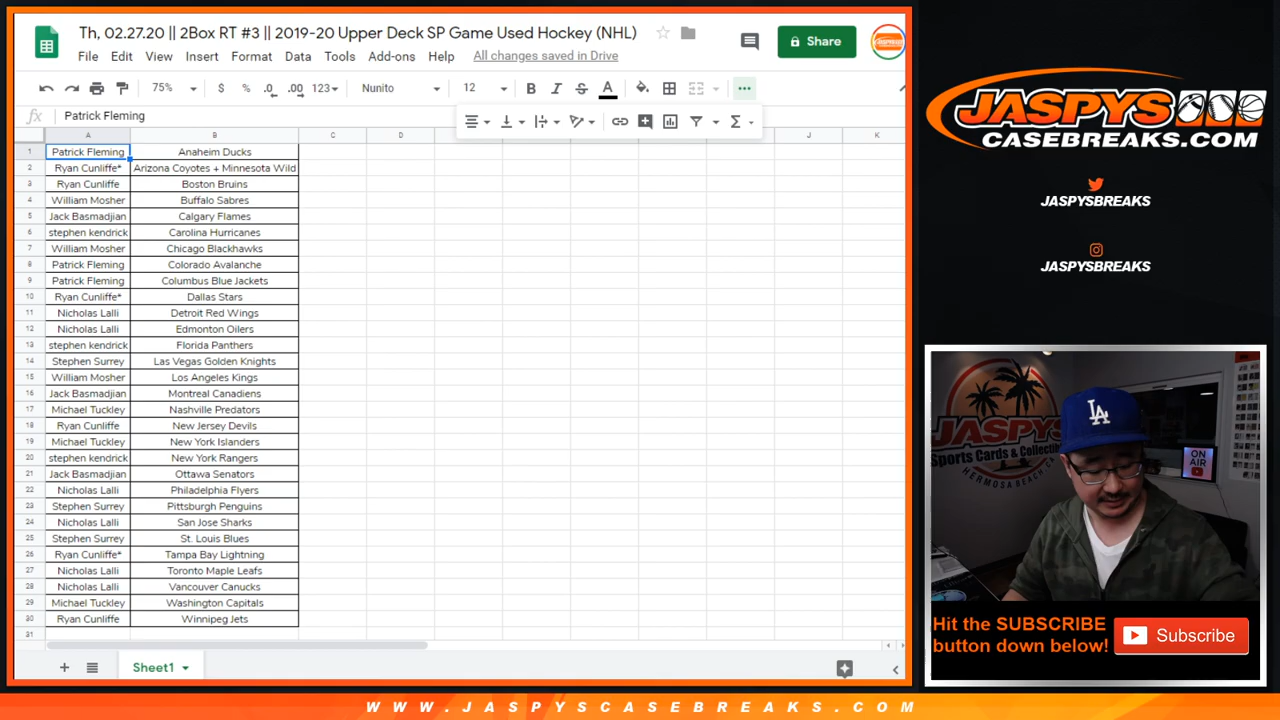 Th, 02.27.20 || 2Box RT #3 || 2019-20 Upper Deck SP Game Used Hockey (NHL)
File Edit View Insert Format Data Tools Add-ons Help All changes saved in Drive
Share
75% $ % .0 .00 123 Nunito 12 B I S A
fx Patrick Fleming
A B C D J K
1 Patrick Fleming Anaheim Ducks
2 Ryan Cunliffe* Arizona Coyotes + Minnesota Wild
3 Ryan Cunliffe Boston Bruins
4 William Mosher Buffalo Sabres
5 Jack Basmadjian Calgary Flames
6 stephen kendrick Carolina Hurricanes
7 William Mosher Chicago Blackhawks
8 Patrick Fleming Colorado Avalanche
9 Patrick Fleming Columbus Blue Jackets
10 Ryan Cunliffe* Dallas Stars
11 Nicholas Lalli Detroit Red Wings
12 Nicholas Lalli Edmonton Oilers
13 stephen kendrick Florida Panthers
14 Stephen Surrey Las Vegas Golden Knights
15 William Mosher Los Angeles Kings
16 Jack Basmadjian Montreal Canadiens
17 Michael Tuckley Nashville Predators
18 Ryan Cunliffe New Jersey Devils
19 Michael Tuckley New York Islanders
20 stephen kendrick New York Rangers
21 Jack Basmadjian Ottawa Senators
22 Nicholas Lalli Philadelphia Flyers
23 Stephen Surrey Pittsburgh Penguins
24 Nicholas Lalli San Jose Sharks
25 Stephen Surrey St. Louis Blues
26 Ryan Cunliffe* Tampa Bay Lightning
27 Nicholas Lalli Toronto Maple Leafs
28 Nicholas Lalli Vancouver Canucks
29 Michael Tuckley Washington Capitals
30 Ryan Cunliffe Winnipeg Jets
31
Sheet1
JASPYS
CASEBREAKS.COM
JASPYSBREAKS
JASPYSBREAKS
JASPYS
Sports Cards & Collectib
HERMOSA BEACH, CA
LA
ON
AIR
Hit the SUBSCRIBE
button down below!
Subscribe
WWW.JASPYSCASEBREAKS.COM